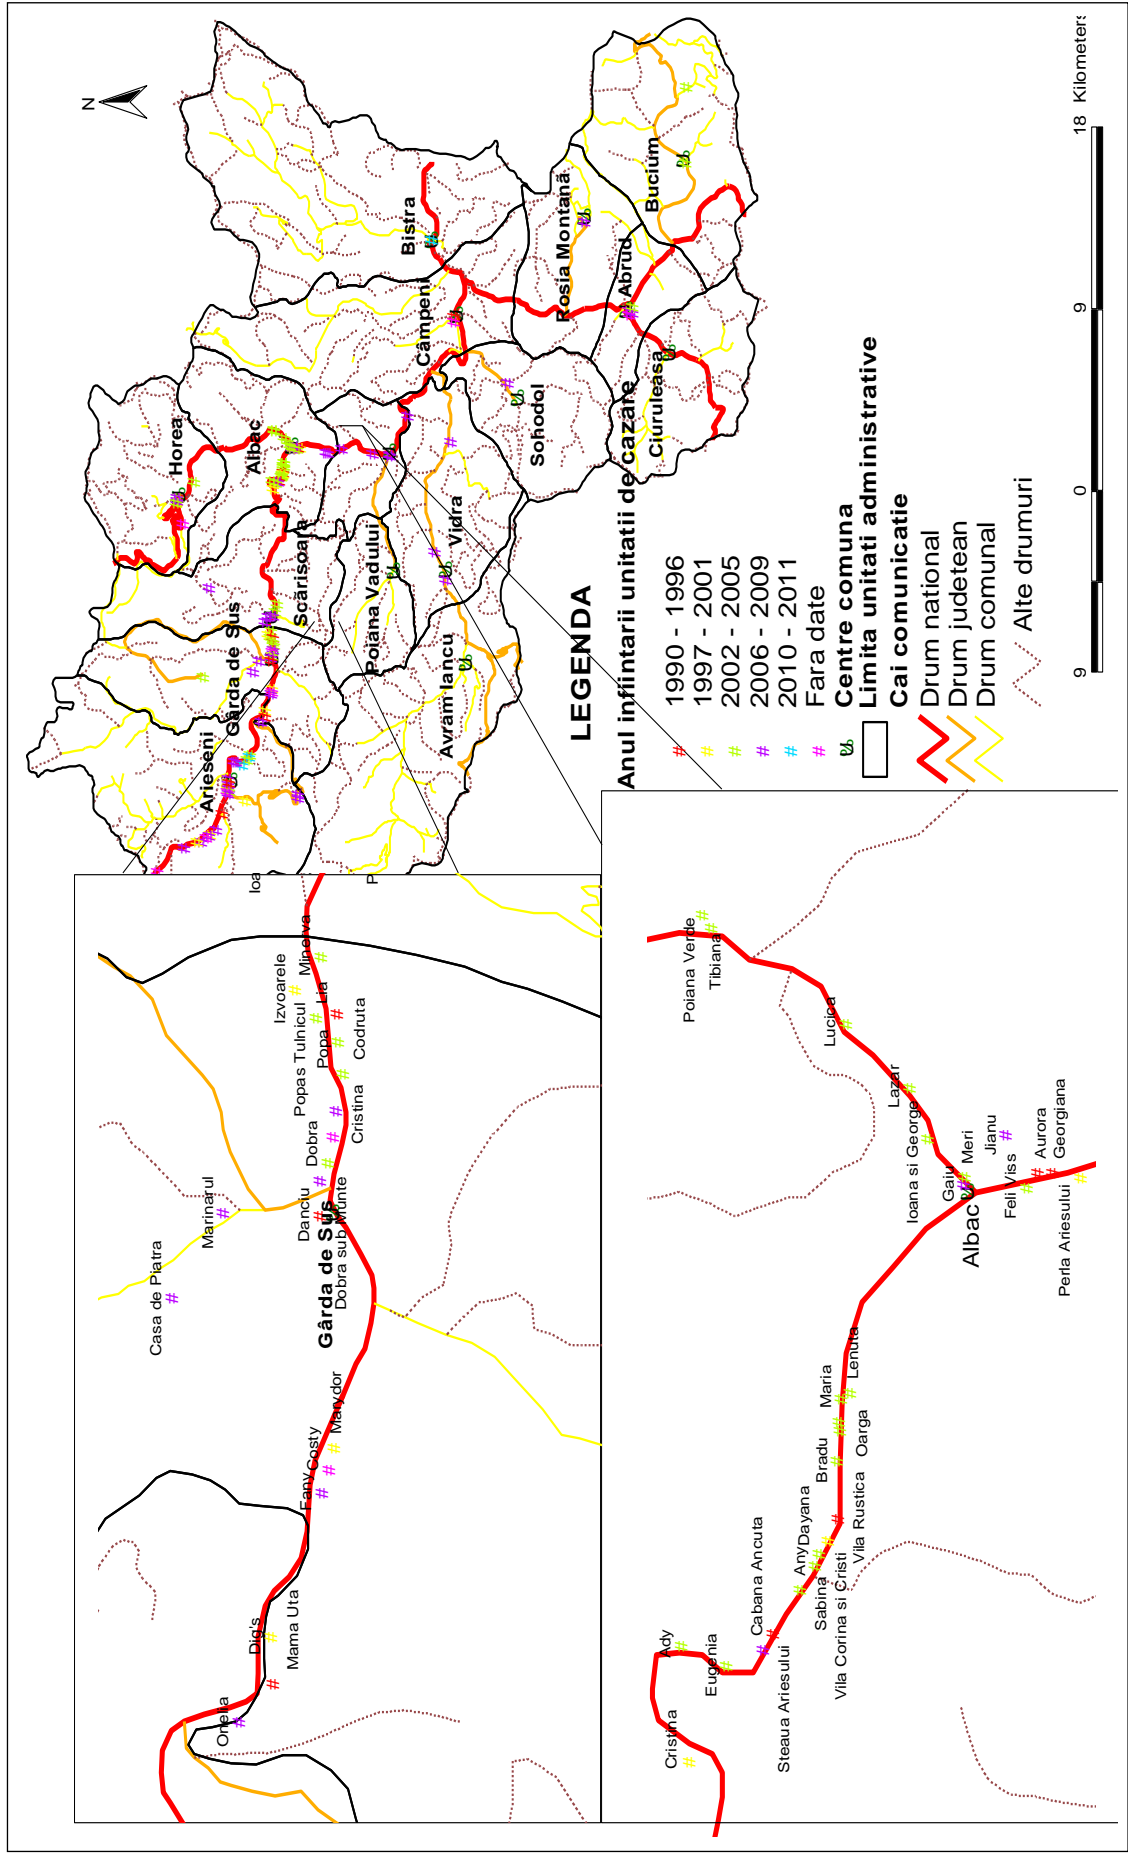 N
Bistra
Câmpeni
Rosia Montană
Bucium
Abrud
Ciuruleasa
Sohodol
Horea
Albac
Scărisoara
Gârda de Sus
Arieseni
Poiana Vadului
Vidra
Avram Iancu
LEGENDA
Anul infiintarii unitatii de cazare
1990 - 1996
1997 - 2001
2002 - 2005
2006 - 2009
2010 - 2011
Fara date
Centre comuna
Limita unitati administrative
Cai comunicatie
Drum national
Drum judetean
Drum comunal
Alte drumuri
9 0 9 18 Kilometers
Ioa
P
Minerva
Izvoarele
Lia
Popas Tulnicul
Popa
Codruta
Cristina
Dobra
Danciu
Marinarul
Casa de Piatra
Gârda de Sus
Dobra sub Munte
Marydor
Costy
Fany
Dig's
Mama Uta
Onelia
Poiana Verde
Tibiana
Lucica
Lazar
Ioana si George
Gaiu
Meri
Jianu
Aurora
Georgiana
Viss
Feli
Perla Ariesului
Albac
Lenuta
Maria
Oarga
Bradu
Vila Rustica
Dayana
Any
Sabina
Vila Corina si Cristi
Cabana Ancuta
Steaua Ariesului
Ady
Eugenia
Cristina